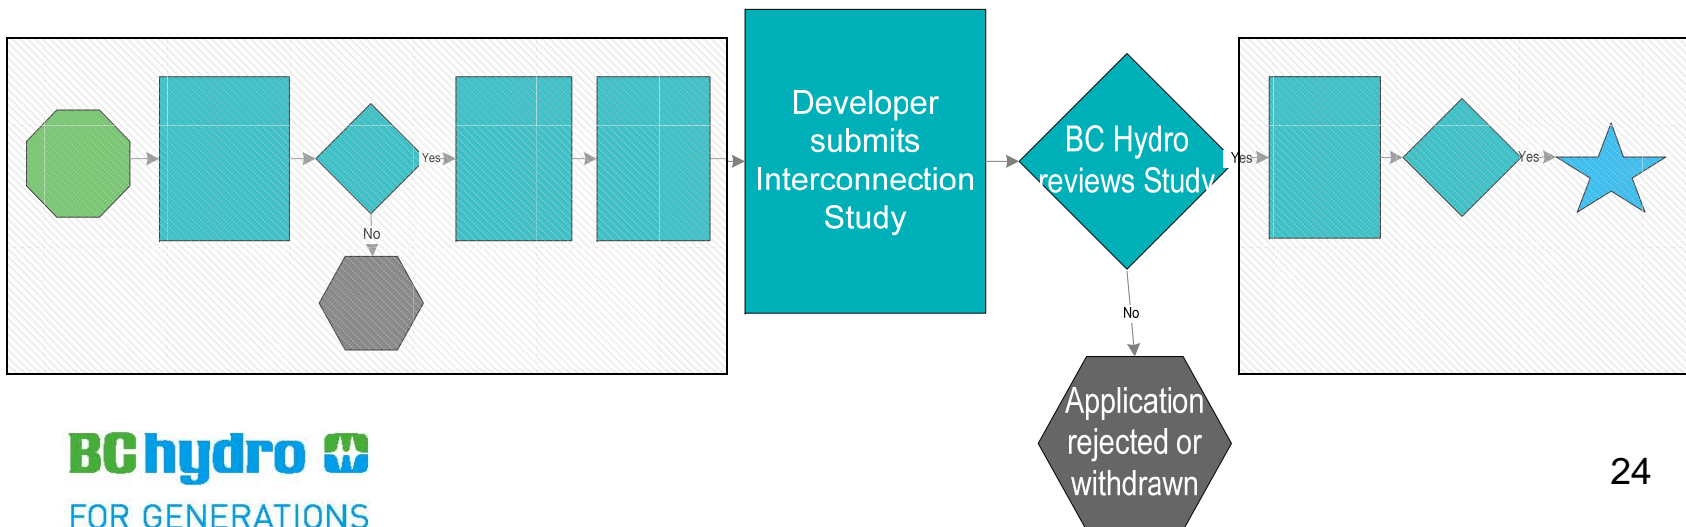 Developer
submits
Interconnection
Study
BC Hydro
reviews Study
Yes
No
Yes
No
Yes
Application
rejected or
withdrawn
BC hydro
FOR GENERATIONS
24